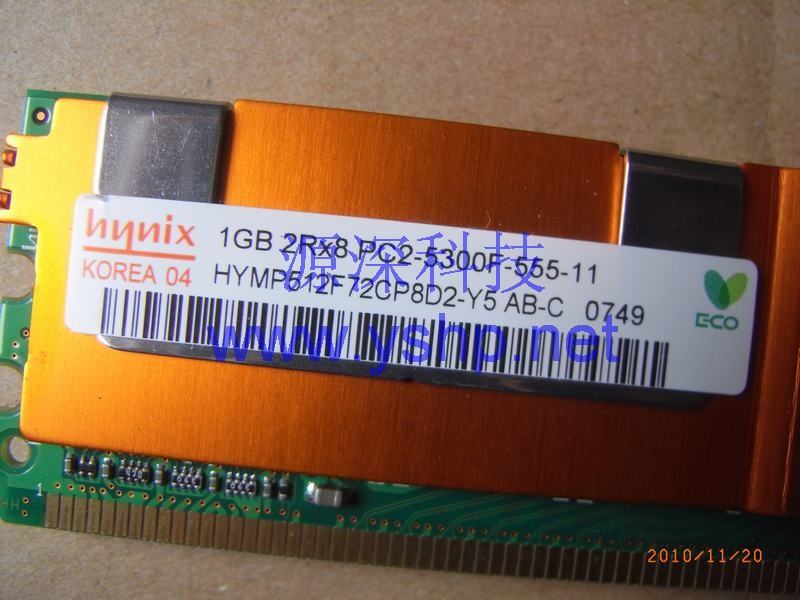 hynix
KOREA 04
1GB 2Rx8 PC2-5300F-555-11
HYMP512F72CP8D2-Y5 AB-C 0749
ECO
源深科技
www.yshp.net
1
2010/11/20